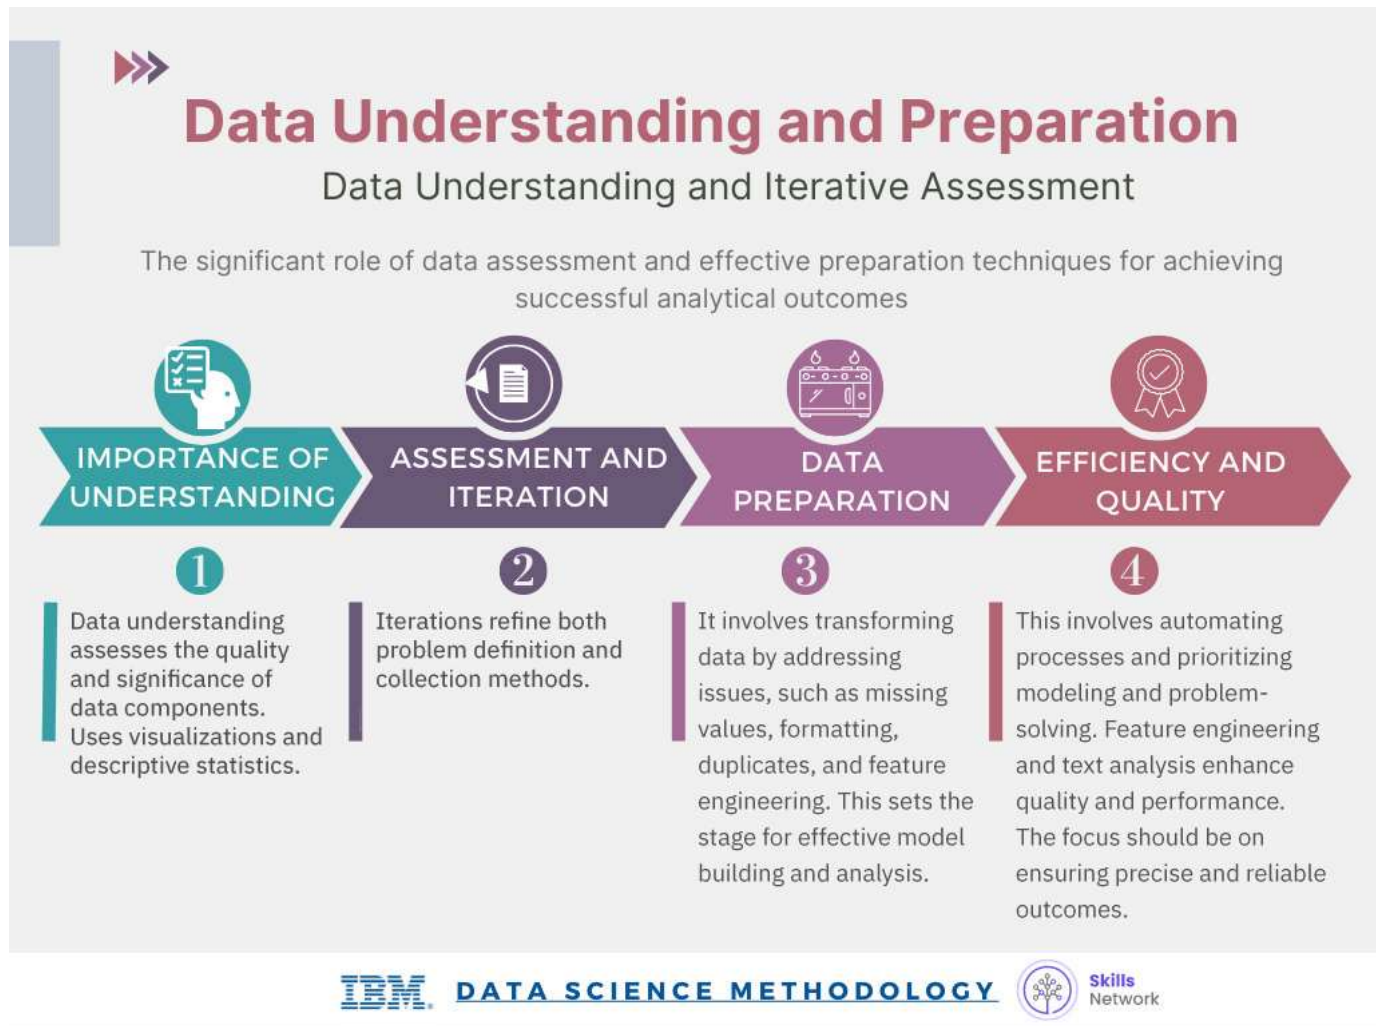 Data Understanding and Preparation
Data Understanding and Iterative Assessment
The significant role of data assessment and effective preparation techniques for achieving
successful analytical outcomes
IMPORTANCE OF
UNDERSTANDING
ASSESSMENT AND
ITERATION
DATA
PREPARATION
EFFICIENCY AND
QUALITY
1
Data understanding
assesses the quality
and significance of
data components.
Uses visualizations and
descriptive statistics.
2
Iterations refine both
problem definition and
collection methods.
3
It involves transforming
data by addressing
issues, such as missing
values, formatting,
duplicates, and feature
engineering. This sets the
stage for effective model
building and analysis.
4
This involves automating
processes and prioritizing
modeling and problem-
solving. Feature engineering
and text analysis enhance
quality and performance.
The focus should be on
ensuring precise and reliable
outcomes.
IBM. DATA SCIENCE METHODOLOGY
Skills
Network